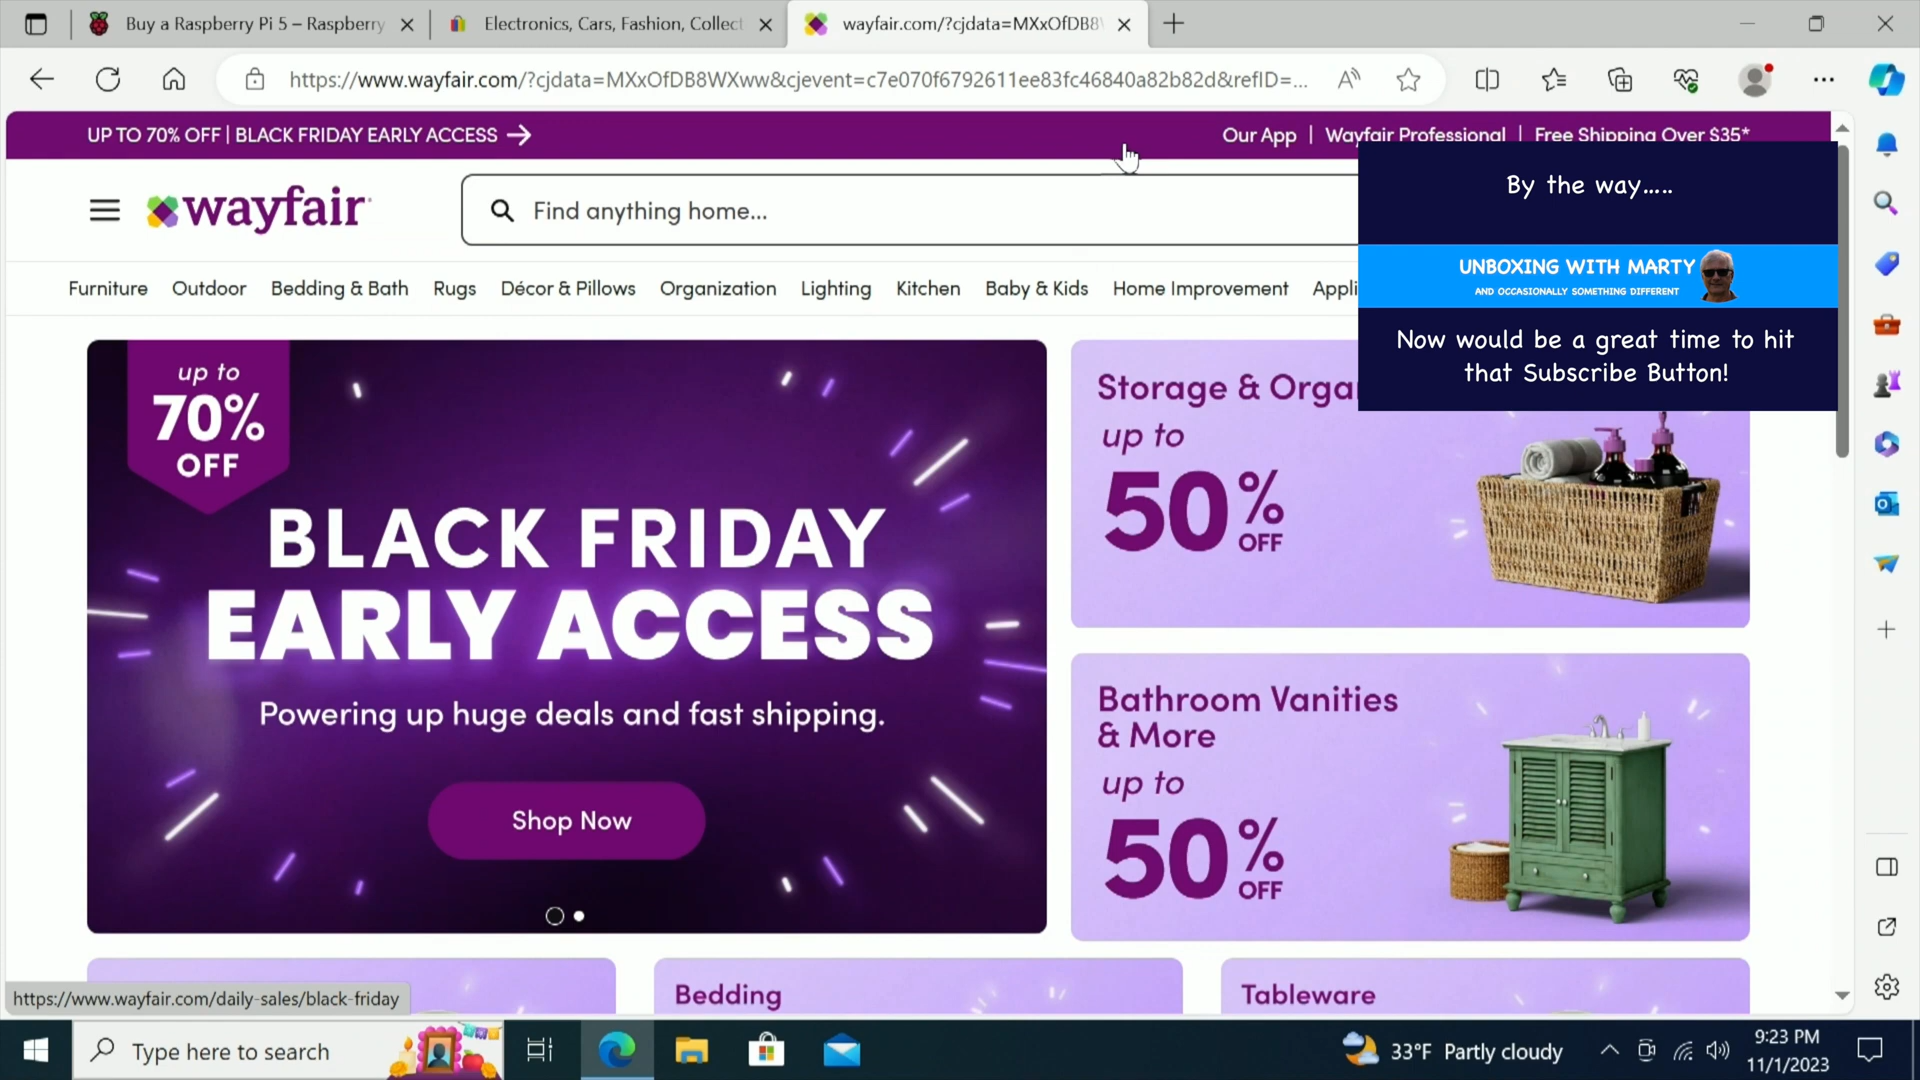 Buy a Raspberry Pi 5 – Raspberry
Electronics, Cars, Fashion, Collect
wayfair.com/?cjdata=MXxOfDB8
https://www.wayfair.com/?cjdata=MXxOfDB8WXww&cjevent=c7e070f6792611ee83fc46840a82b82d&refID=...
UP TO 70% OFF | BLACK FRIDAY EARLY ACCESS
Our App | Wayfair Professional | Free Shipping Over $35*
wayfair
Find anything home...
By the way.....
UNBOXING WITH MARTY
AND OCCASIONALLY SOMETHING DIFFERENT
Now would be a great time to hit
that Subscribe Button!
Furniture Outdoor Bedding & Bath Rugs Décor & Pillows Organization Lighting Kitchen Baby & Kids Home Improvement Appli
up to
70%
OFF
BLACK FRIDAY
EARLY ACCESS
Powering up huge deals and fast shipping.
Shop Now
Storage & Orga
up to
50%
OFF
Bathroom Vanities
& More
up to
50%
OFF
Bedding
Tableware
https://www.wayfair.com/daily-sales/black-friday
Type here to search
33°F Partly cloudy
9:23 PM
11/1/2023